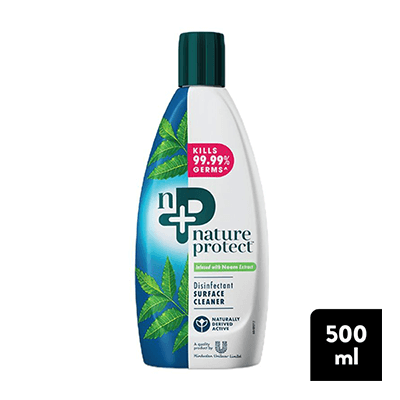 KILLS
99.99%
GERMS^
nP
nature
protect
Infused with Neem Extract
Disinfectant
SURFACE
CLEANER
NATURALLY
DERIVED
ACTIVE
A quality
product by
Hindustan Unilever Limited
500
ml